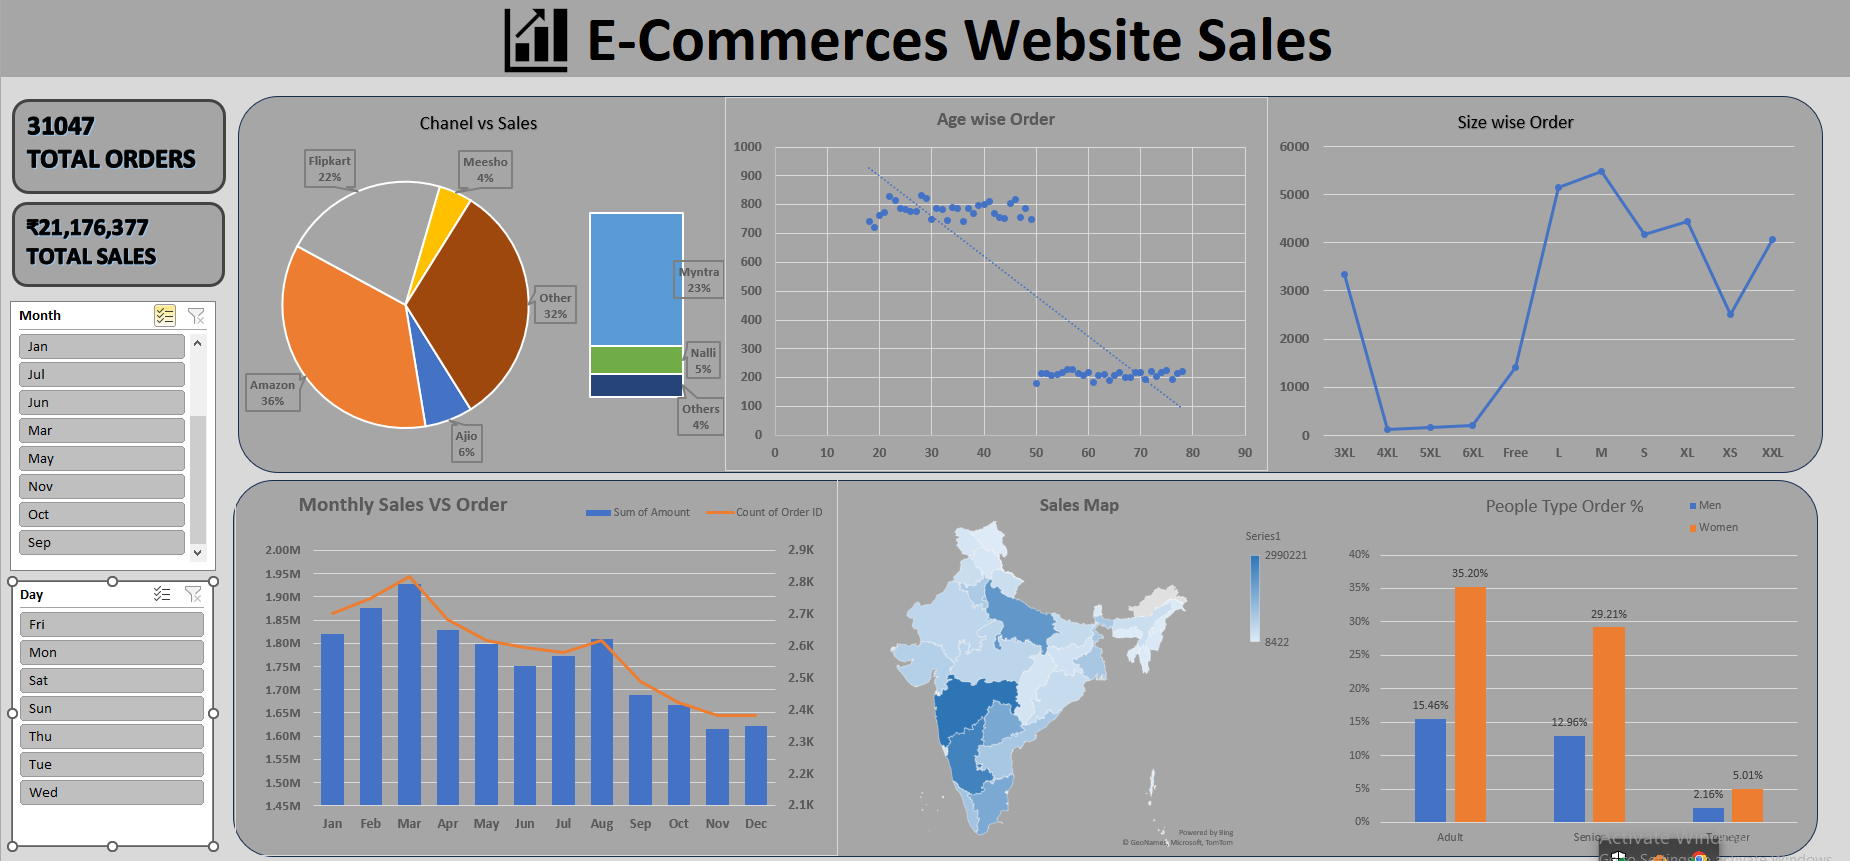 E-Commerces Website Sales
31047
TOTAL ORDERS
₹21,176,377
TOTAL SALES
Month
Jan
Jul
Jun
Mar
May
Nov
Oct
Sep
Day
Fri
Mon
Sat
Sun
Thu
Tue
Wed
Chanel vs Sales
Flipkart
22%
Meesho
4%
Other
32%
Amazon
36%
Ajio
6%
Myntra
23%
Nalli
5%
Others
4%
Age wise Order
1000
900
800
700
600
500
400
300
200
100
0
0 10 20 30 40 50 60 70 80 90
Size wise Order
6000
5000
4000
3000
2000
1000
0
3XL 4XL 5XL 6XL Free L M S XL XS XXL
Monthly Sales VS Order
Sum of Amount Count of Order ID
2.00M
1.95M
1.90M
1.85M
1.80M
1.75M
1.70M
1.65M
1.60M
1.55M
1.50M
1.45M
2.9K
2.8K
2.7K
2.6K
2.5K
2.4K
2.3K
2.2K
2.1K
Jan Feb Mar Apr May Jun Jul Aug Sep Oct Nov Dec
Sales Map
Series1
2990221
8422
Powered by Bing
© GeoNames, Microsoft, TomTom
People Type Order %
Men
Women
40%
35%
30%
25%
20%
15%
10%
5%
0%
15.46%
35.20%
12.96%
29.21%
2.16%
5.01%
Adult
Activate Windows